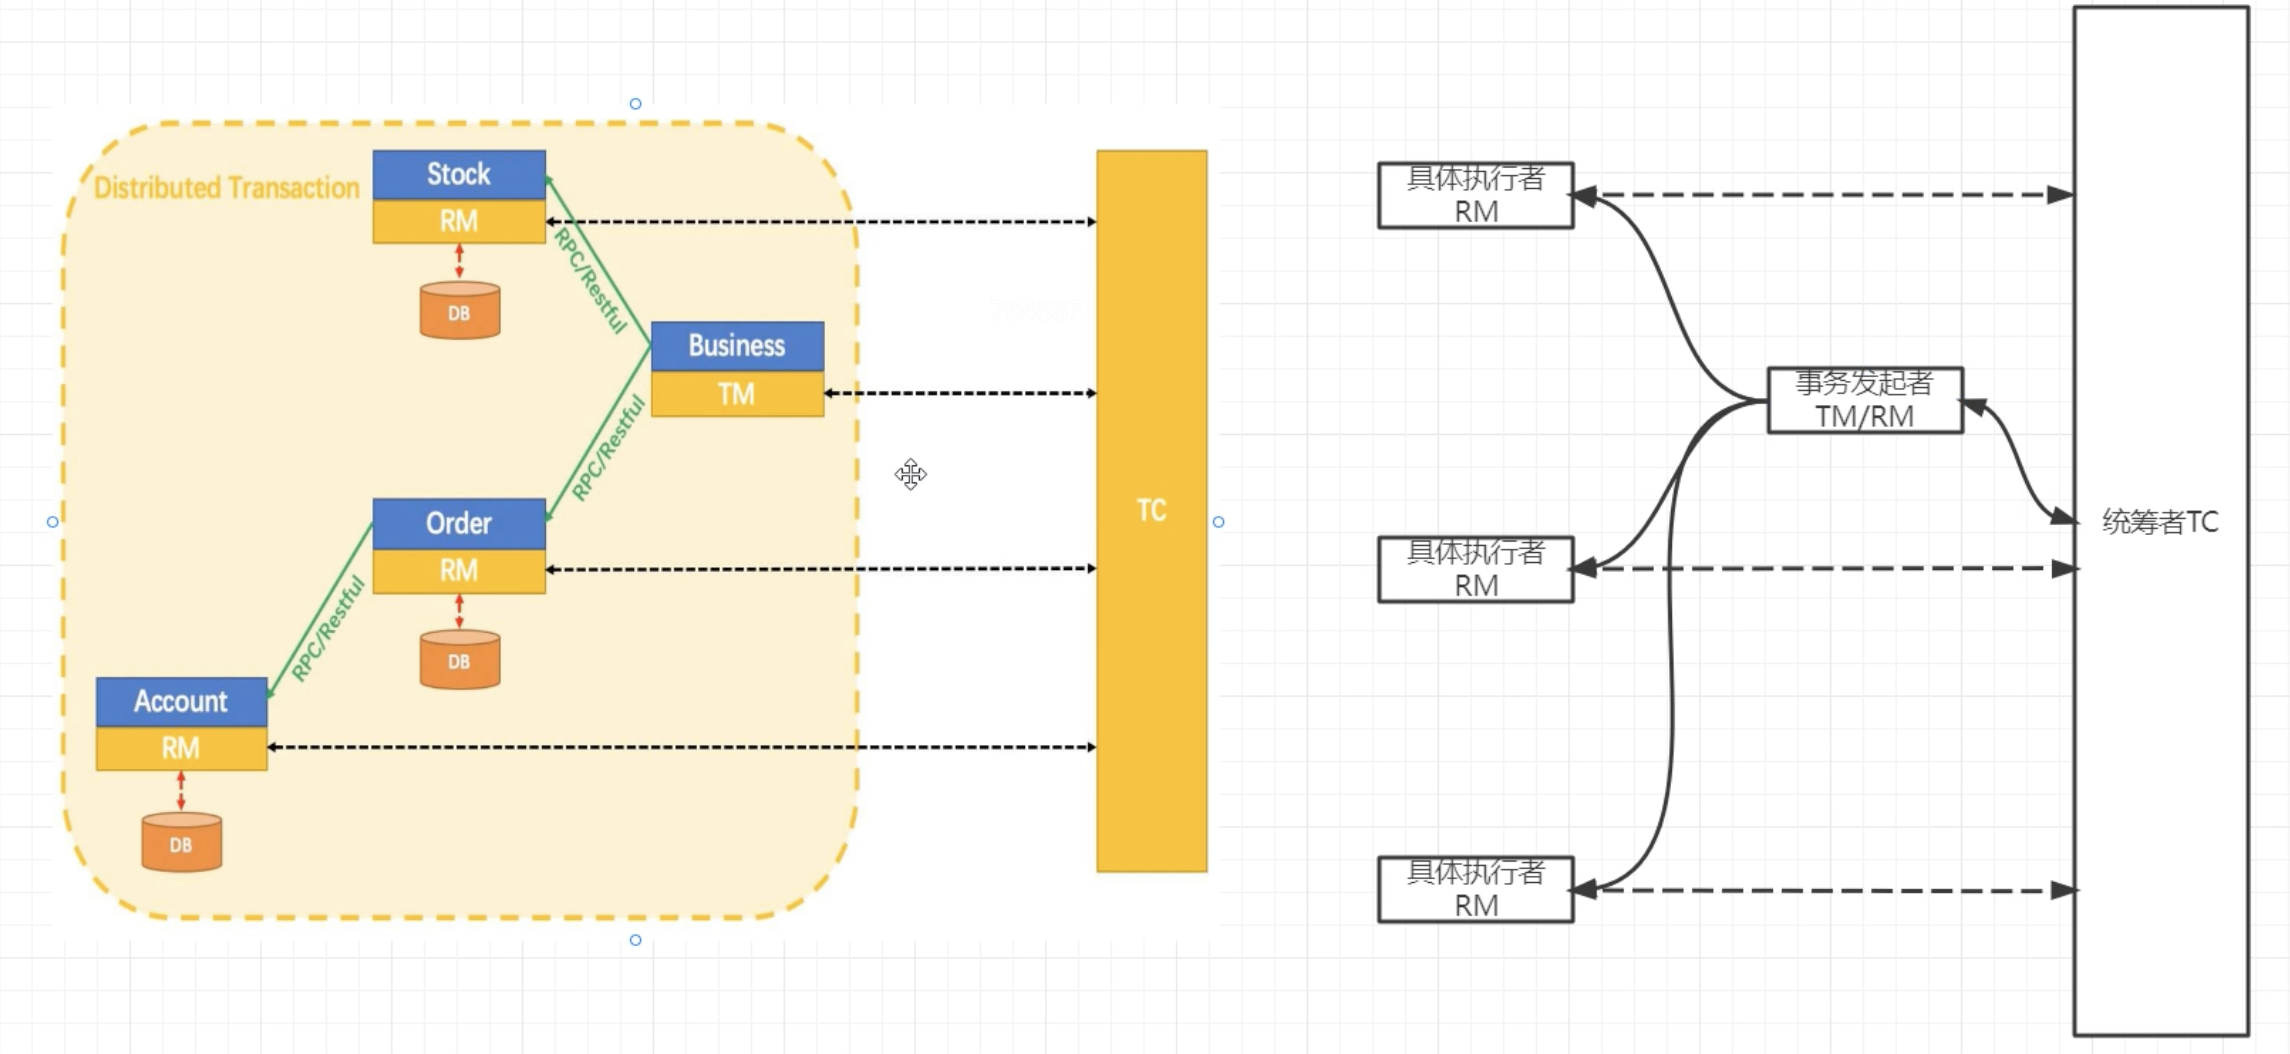 Distributed Transaction
Stock
RM
DB
RPC/Restful
Business
TM
RPC/Restful
Order
RM
DB
RPC/Restful
Account
RM
DB
TC
具体执行者
RM
事务发起者
TM/RM
具体执行者
RM
具体执行者
RM
统筹者TC